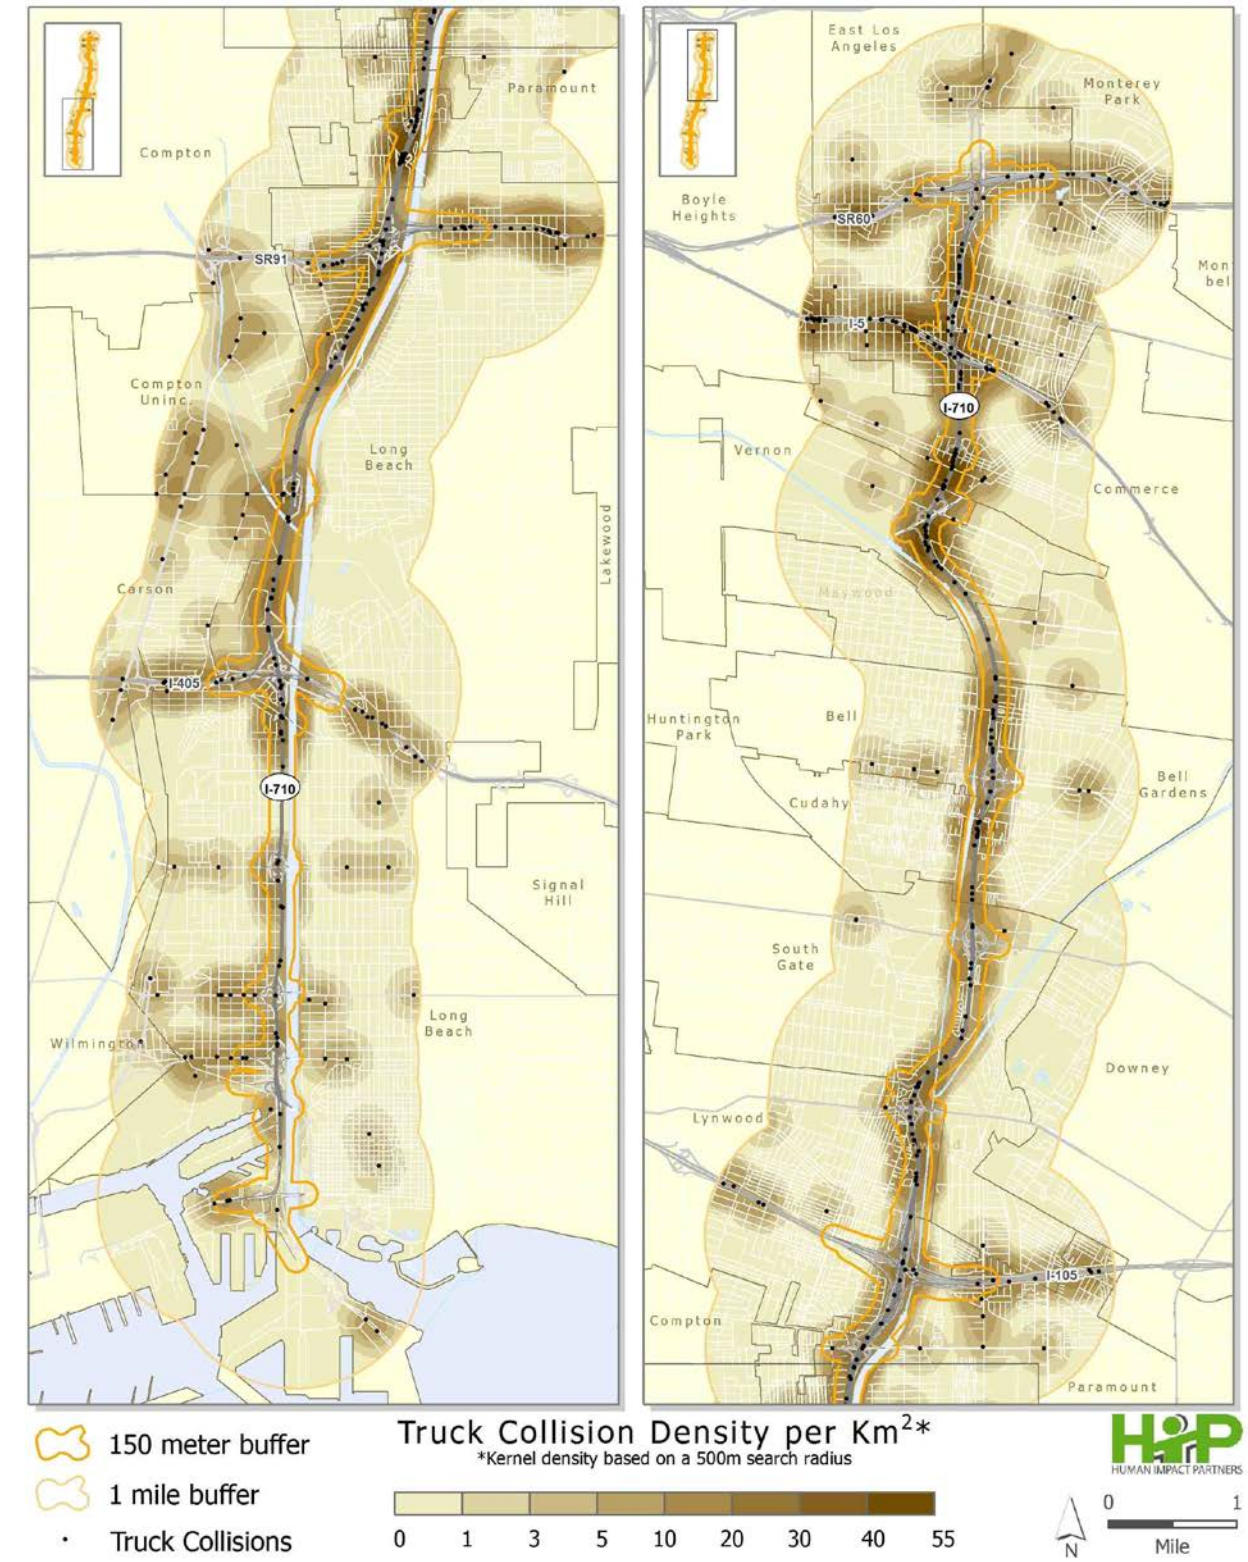 Paramount
Compton
SR91
Compton
Uninc.
Long
Beach
Lakewood
Carson
I-405
I-710
Signal
Hill
Long
Beach
Wilmington
East Los
Angeles
Monterey
Park
Boyle
Heights
SR60
Mon
bel
I-5
I-710
Vernon
Commerce
Maywood
Huntington
Park
Bell
Cudahy
Bell
Gardens
South
Gate
Downey
Lynwood
I-105
Compton
Paramount
150 meter buffer
1 mile buffer
Truck Collisions
Truck Collision Density per Km2*
*Kernel density based on a 500m search radius
0 1 3 5 10 20 30 40 55
HIP
HUMAN IMPACT PARTNERS
N
0 1
Mile